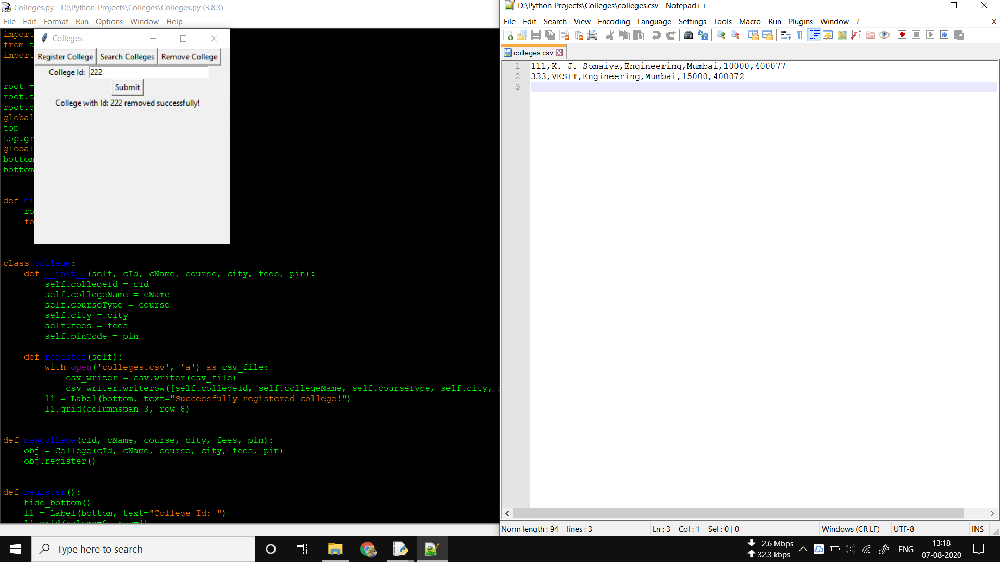 Colleges.py - D:\Python_Projects\Colleges\Colleges.py (3.8.3)
File Edit Format Run Options Window Help
import
from t
import
root =
root.t
root.g
global
top =
top.gr
global
bottom
bottom
def hi
ro
fo
Colleges
Register College Search Colleges Remove College
College Id: 222
Submit
College with Id: 222 removed successfully!
class College:
def __init__(self, cId, cName, course, city, fees, pin):
self.collegeId = cId
self.collegeName = cName
self.courseType = course
self.city = city
self.fees = fees
self.pinCode = pin
def register(self):
with open('colleges.csv', 'a') as csv_file:
csv_writer = csv.writer(csv_file)
csv_writer.writerow([self.collegeId, self.collegeName, self.courseType, self.city,
l1 = Label(bottom, text="Successfully registered college!")
l1.grid(columnspan=3, row=8)
def newCollege(cId, cName, course, city, fees, pin):
obj = College(cId, cName, course, city, fees, pin)
obj.register()
def register():
hide_bottom()
l1 = Label(bottom, text="College Id: ")
l1.grid(column=0, row=1)
D:\Python_Projects\Colleges\colleges.csv - Notepad++
File Edit Search View Encoding Language Settings Tools Macro Run Plugins Window ? X
colleges.csv
1 111,K. J. Somaiya,Engineering,Mumbai,10000,400077
2 333,VESIT,Engineering,Mumbai,15000,400072
3
Norm length : 94 lines : 3 Ln : 3 Col : 1 Sel : 0 | 0 Windows (CR LF) UTF-8 INS
Type here to search
2.6 Mbps
32.3 kbps
ENG
13:18
07-08-2020